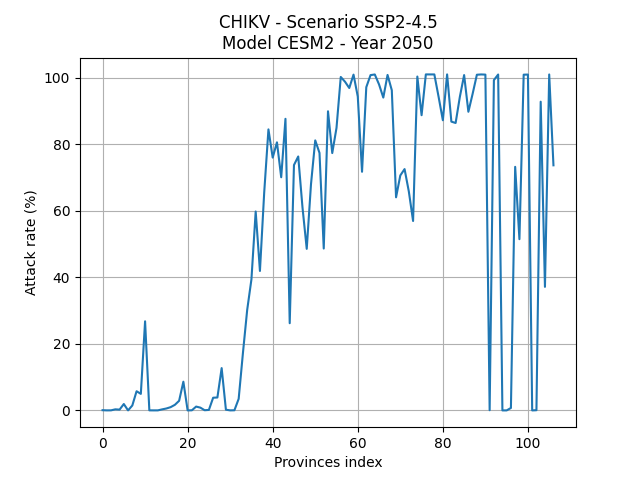 CHIKV - Scenario SSP2-4.5
Model CESM2 - Year 2050
100
80
60
40
20
0
Attack rate (%)
0 20 40 60 80 100
Provinces index